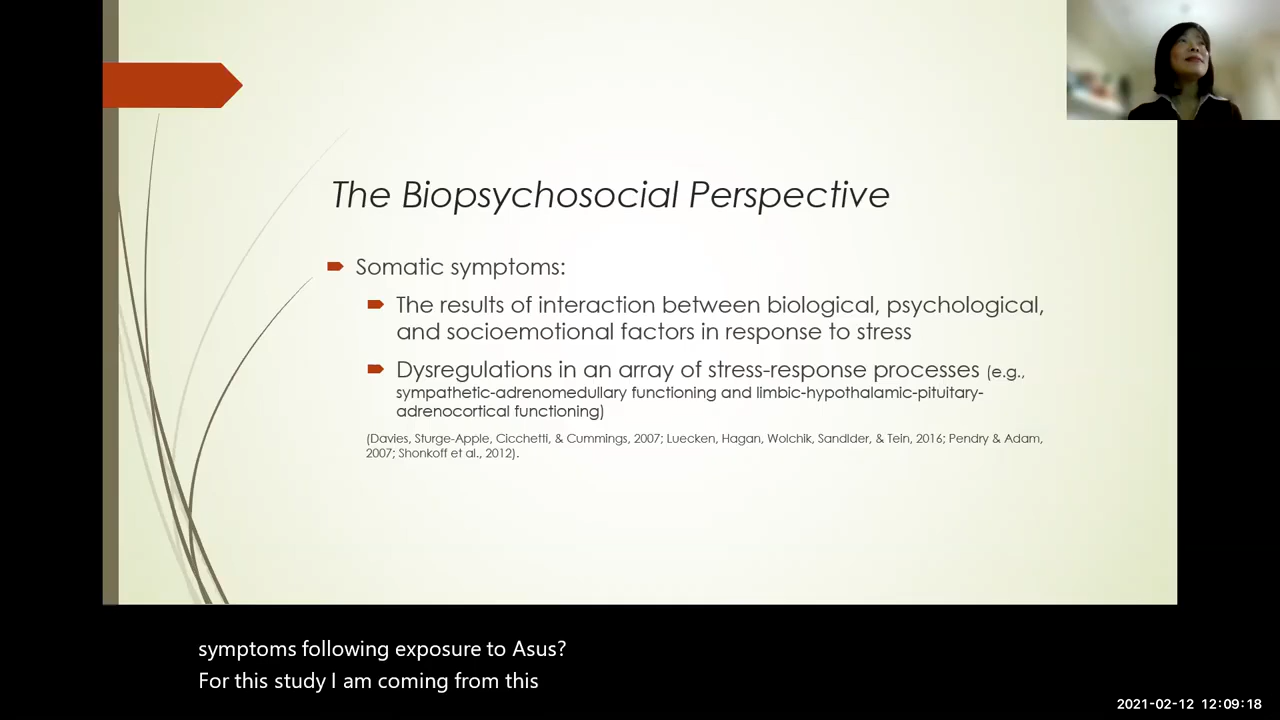 The Biopsychosocial Perspective
Somatic symptoms:
The results of interaction between biological, psychological,
and socioemotional factors in response to stress
Dysregulations in an array of stress-response processes (e.g.,
sympathetic-adrenomedullary functioning and limbic-hypothalamic-pituitary-
adrenocortical functioning)
(Davies, Sturge-Apple, Cicchetti, & Cummings, 2007; Luecken, Hagan, Wolchik, Sandlder, & Tein, 2016; Pendry & Adam,
2007; Shonkoff et al., 2012).
symptoms following exposure to Asus?
For this study I am coming from this
2021-02-12 12:09:18